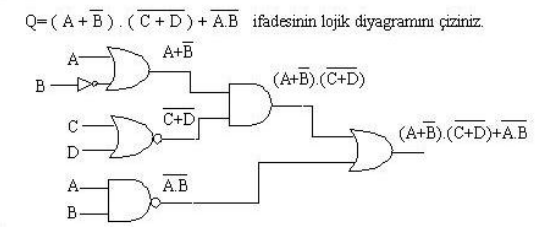 Q=( A + B̅ ) . ( C̅ ̅+̅ ̅D̅ ) + A̅.̅B̅ ifadesinin lojik diyagramını çiziniz.
A
A+B̅
B
(A+B̅).(C̅+̅D̅)
C
C̅+̅D̅
D
(A+B̅).(C̅+̅D̅)+A̅.̅B̅
A
A̅.̅B̅
B